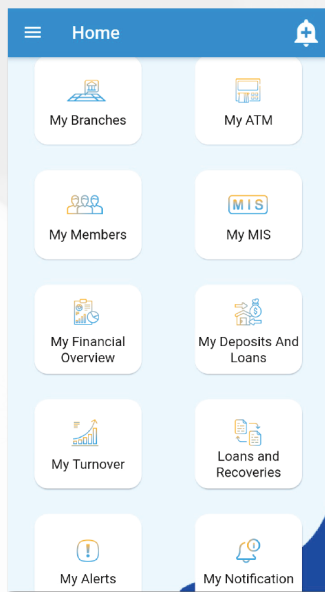 Home
My Branches
My ATM
My Members
MIS
My MIS
My Financial
Overview
My Deposits And
Loans
My Turnover
Loans and
Recoveries
My Alerts
My Notification